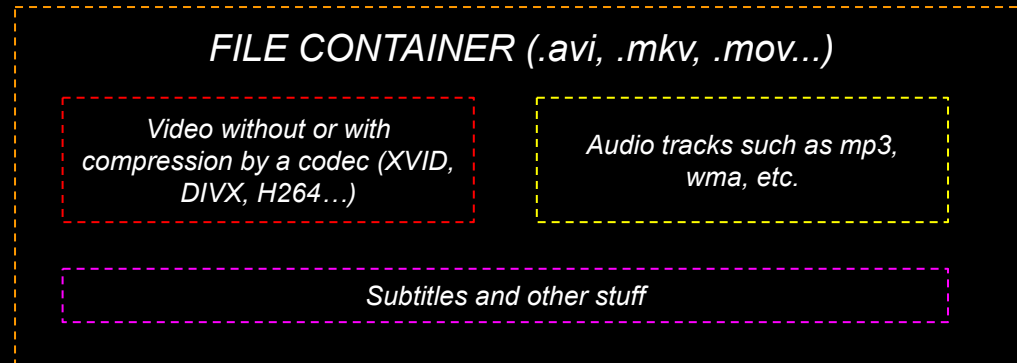 FILE CONTAINER (.avi, .mkv, .mov...)
Video without or with
compression by a codec (XVID,
DIVX, H264…)
Audio tracks such as mp3,
wma, etc.
Subtitles and other stuff